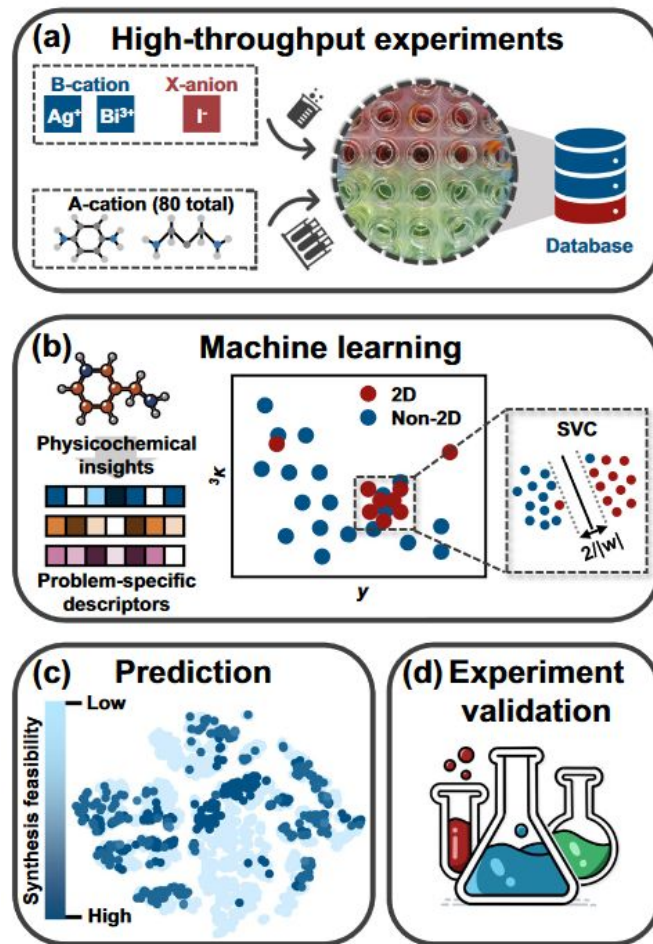 (a) High-throughput experiments
B-cation X-anion
Ag⁺ Bi³⁺ I⁻
A-cation (80 total)
Database
(b) Machine learning
Physicochemical
insights
Problem-specific
descriptors
2D
Non-2D
³K
y
SVC
2/|w|
(c) Prediction
Synthesis feasibility
Low
High
(d) Experiment
validation